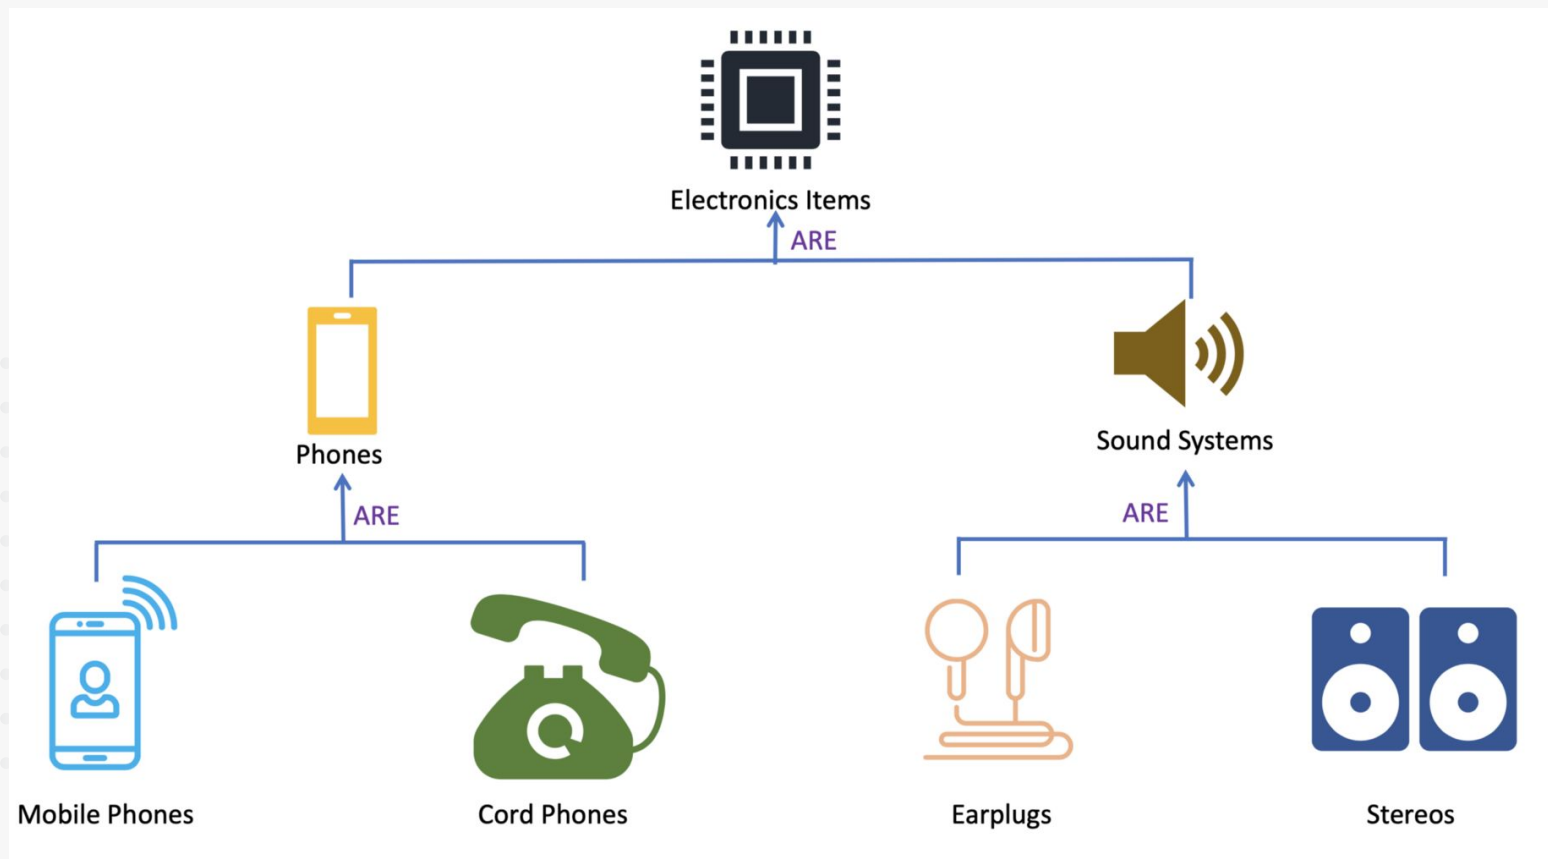 Electronics Items
ARE
Phones
Sound Systems
ARE
ARE
Mobile Phones
Cord Phones
Earplugs
Stereos